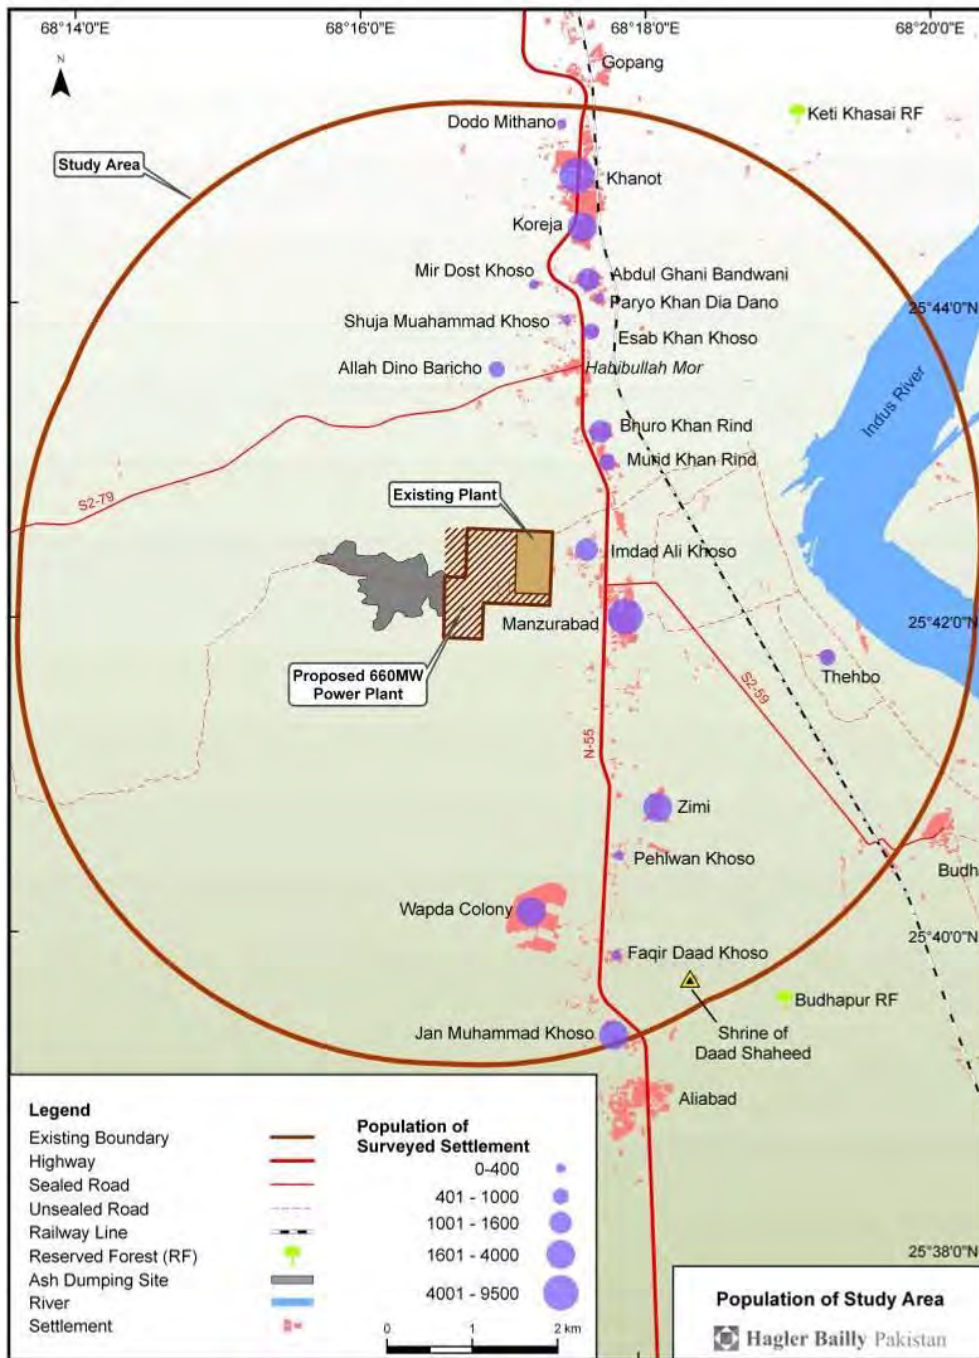 68°14'0"E
68°16'0"E
68°18'0"E
68°20'0"E
N
Gopang
Keti Khasai RF
Dodo Mithano
Study Area
Khanot
Koreja
Mir Dost Khoso
Abdul Ghani Bandwani
Paryo Khan Dia Dano
25°44'0"N
Shuja Muahammad Khoso
Esab Khan Khoso
Allah Dino Baricho
Habibullah Mor
Indus River
Bhuro Khan Rind
Murid Khan Rind
S2-79
Existing Plant
Imdad Ali Khoso
Manzurabad
25°42'0"N
Thehbo
Proposed 660MW
Power Plant
S2-59
N-55
Zimi
Pehlwan Khoso
Budha
Wapda Colony
25°40'0"N
Faqir Daad Khoso
Budhapur RF
Jan Muhammad Khoso
Shrine of
Daad Shaheed
Aliabad
Legend
Existing Boundary
Highway
Sealed Road
Unsealed Road
Railway Line
Reserved Forest (RF)
Ash Dumping Site
River
Settlement
Population of
Surveyed Settlement
0-400
401 - 1000
1001 - 1600
1601 - 4000
4001 - 9500
0 1 2 km
25°38'0"N
Population of Study Area
Hagler Bailly Pakistan